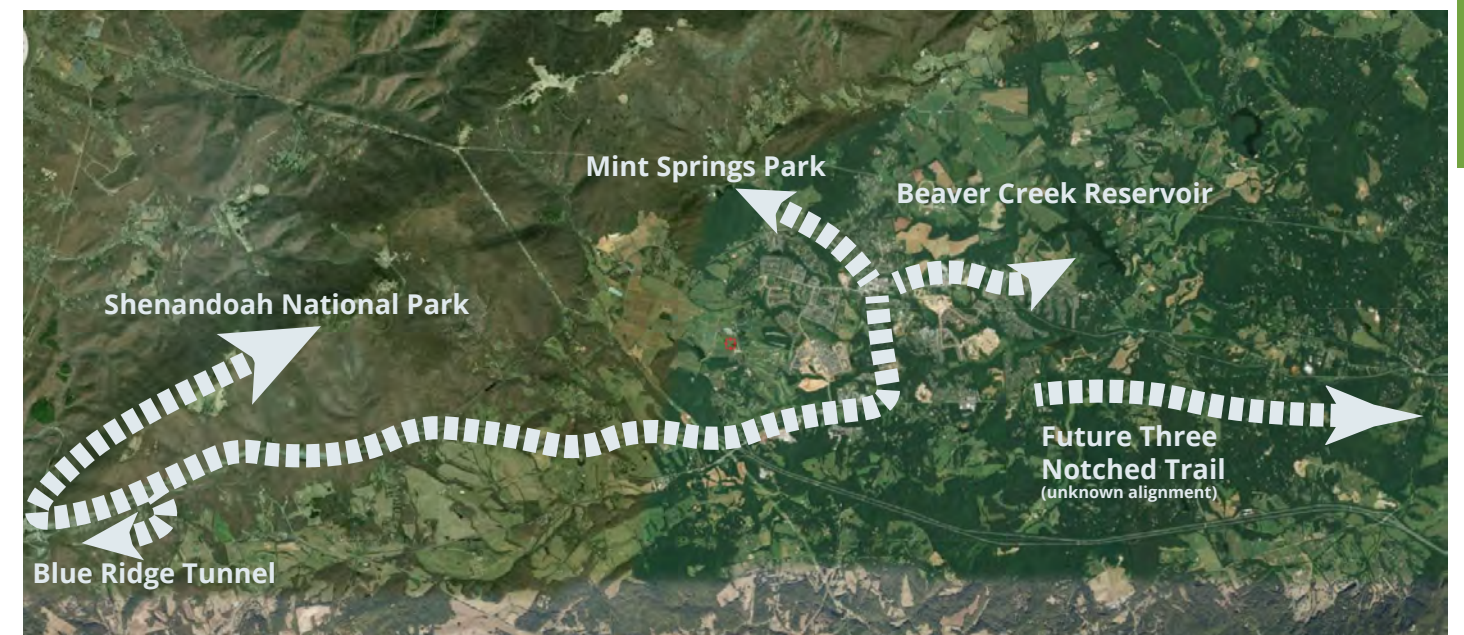 Mint Springs Park
Beaver Creek Reservoir
Shenandoah National Park
Future Three
Notched Trail
(unknown alignment)
Blue Ridge Tunnel